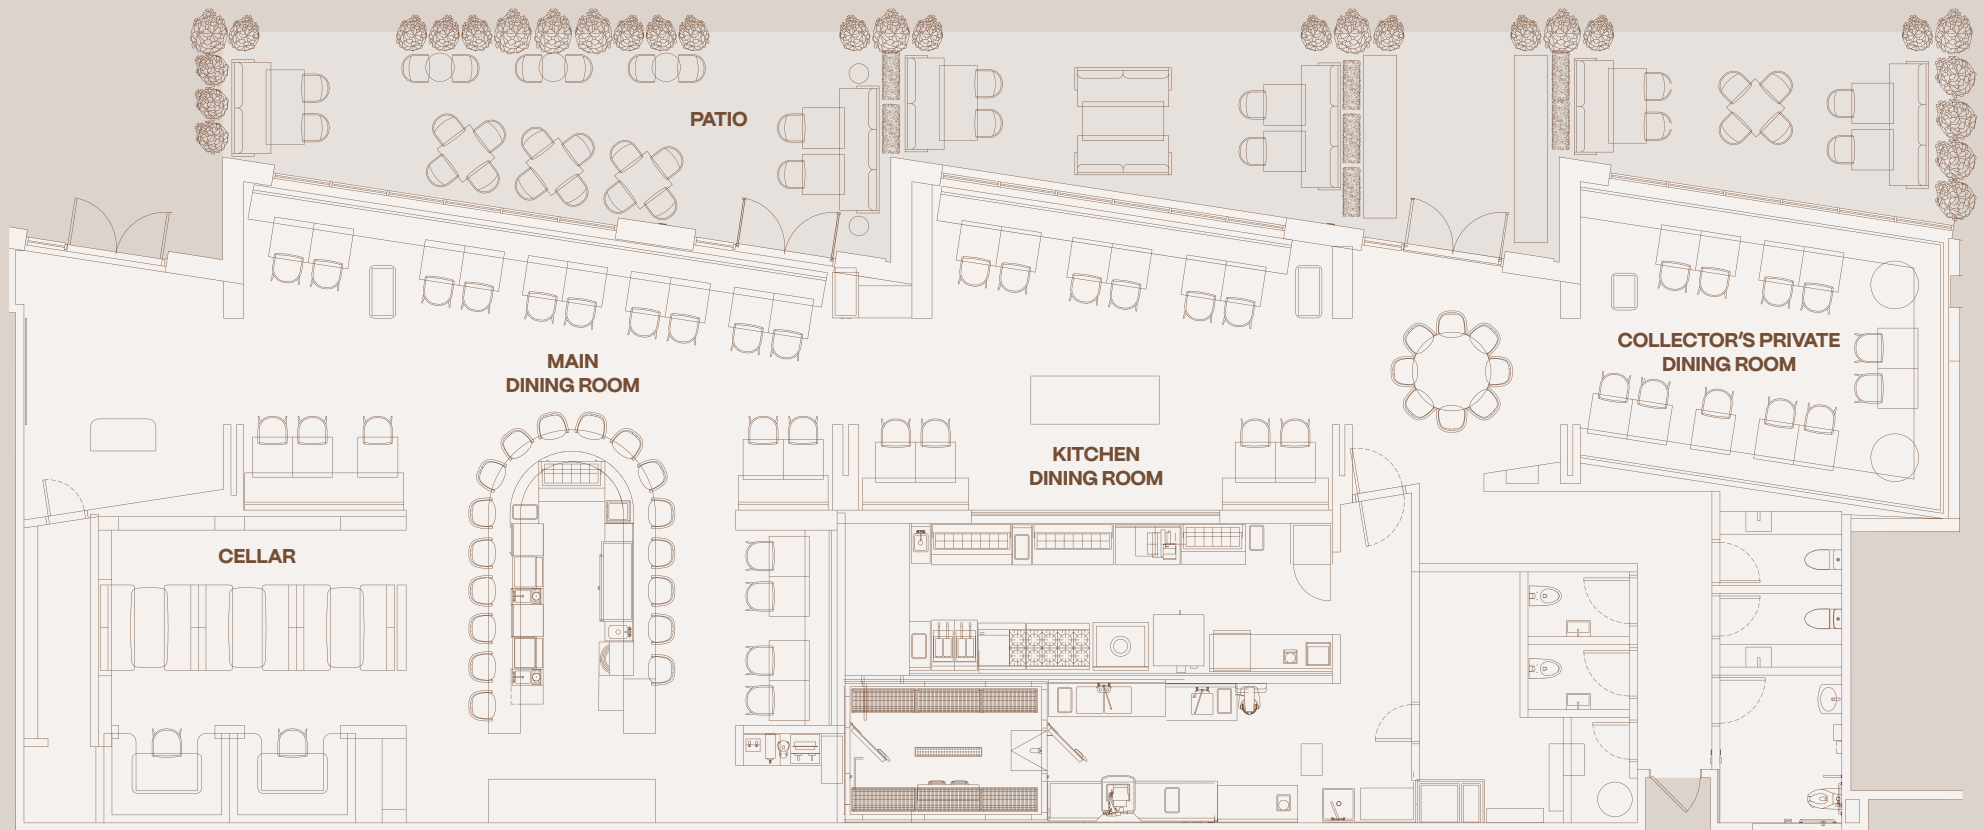 PATIO
MAIN
DINING ROOM
COLLECTOR'S PRIVATE
DINING ROOM
KITCHEN
DINING ROOM
CELLAR